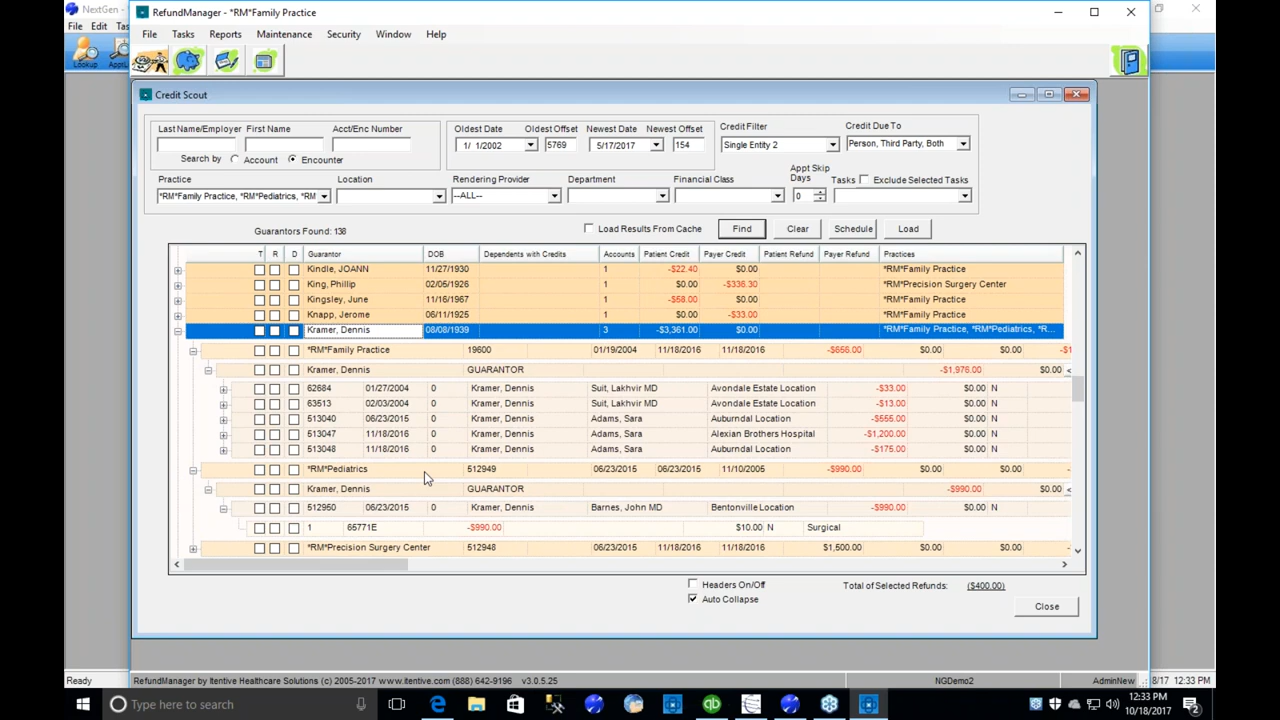 NextGen -
RefundManager - *RM*Family Practice
File Edit Tas
File Tasks Reports Maintenance Security Window Help
Lookup
Credit Scout
Last Name/Employer First Name Acct/Enc Number
Oldest Date Oldest Offset Newest Date Newest Offset
Credit Filter Credit Due To
1/ 1/2002 5769 5/17/2017 154
Single Entity 2 Person, Third Party, Both
Search by Account Encounter
Appt Skip Days
Practice Location Rendering Provider Department Financial Class
Tasks Exclude Selected Tasks
*RM*Family Practice, *RM*Pediatrics, *RM --ALL-- 0
Guarantors Found: 138
Load Results From Cache Find Clear Schedule Load
T R D Guarantor DOB Dependents with Credits Accounts Patient Credit Payer Credit Patient Refund Payer Refund Practices
Kindle, JOANN 11/27/1930 1 -$22.40 $0.00 *RM*Family Practice
King, Phillip 02/05/1926 1 $0.00 -$336.30 *RM*Precision Surgery Center
Kingsley, June 11/16/1967 1 -$58.00 $0.00 *RM*Family Practice
Knapp, Jerome 06/11/1925 1 $0.00 -$33.00 *RM*Family Practice
Kramer, Dennis 08/08/1939 3 -$3,361.00 $0.00 *RM*Family Practice, *RM*Pediatrics, *R...
*RM*Family Practice 19600 01/19/2004 11/18/2016 11/18/2016 -$656.00 $0.00 $0.00 -$1
Kramer, Dennis GUARANTOR -$1,976.00 $0.00 <
62684 01/27/2004 0 Kramer, Dennis Suit, Lakhvir MD Avondale Estate Location -$33.00 $0.00 N
63513 02/03/2004 0 Kramer, Dennis Suit, Lakhvir MD Avondale Estate Location -$13.00 $0.00 N
513040 06/23/2015 0 Kramer, Dennis Adams, Sara Auburndal Location -$555.00 $0.00 N
513047 11/18/2016 0 Kramer, Dennis Adams, Sara Alexian Brothers Hospital -$1,200.00 $0.00 N
513048 11/18/2016 0 Kramer, Dennis Adams, Sara Auburndal Location -$175.00 $0.00 N
*RM*Pediatrics 512949 06/23/2015 06/23/2015 11/10/2005 -$990.00 $0.00 $0.00 -
Kramer, Dennis GUARANTOR -$990.00 $0.00 <
512950 06/23/2015 0 Kramer, Dennis Barnes, John MD Bentonville Location -$990.00 $0.00 N
1 65771E -$990.00 $10.00 N Surgical
*RM*Precision Surgery Center 512948 06/23/2015 11/18/2016 11/18/2016 $1,500.00 $0.00 $0.00
Headers On/Off Total of Selected Refunds: ($400.00)
Auto Collapse
Close
Ready
RefundManager by Itentive Healthcare Solutions (c) 2005-2017 www.itentive.com (888) 642-9196 v3.0.5.25 NGDemo2 AdminNew 8/17 12:33 PM
Type here to search
12:33 PM
10/18/2017
2